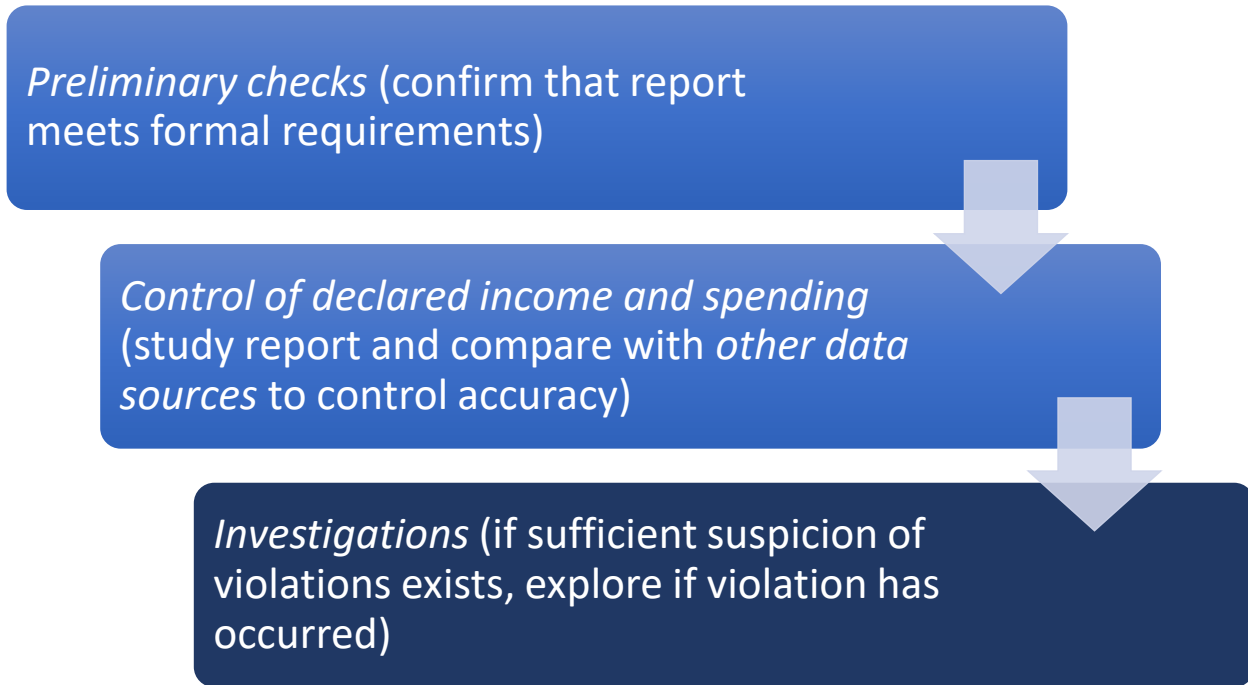 Preliminary checks (confirm that report
meets formal requirements)
Control of declared income and spending
(study report and compare with other data
sources to control accuracy)
Investigations (if sufficient suspicion of
violations exists, explore if violation has
occurred)